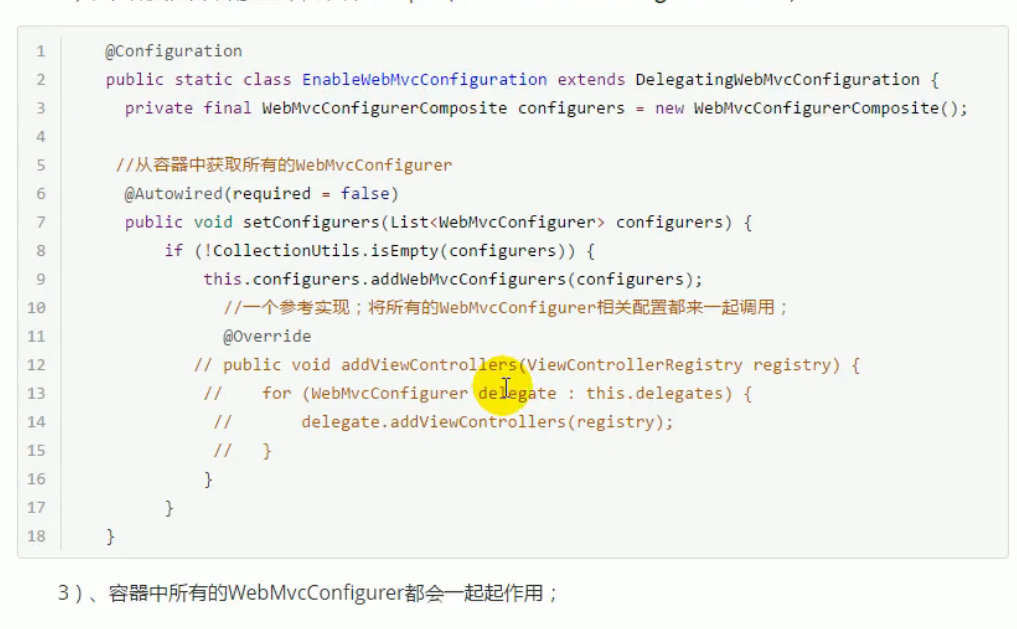 1 @Configuration
2 public static class EnableWebMvcConfiguration extends DelegatingWebMvcConfiguration {
3 private final WebMvcConfigurerComposite configurers = new WebMvcConfigurerComposite();
4
5 //从容器中获取所有的WebMvcConfigurer
6 @Autowired(required = false)
7 public void setConfigurers(List<WebMvcConfigurer> configurers) {
8 if (!CollectionUtils.isEmpty(configurers)) {
9 this.configurers.addWebMvcConfigurers(configurers);
10 //一个参考实现；将所有的WebMvcConfigurer相关配置都来一起调用；
11 @Override
12 // public void addViewControllers(ViewControllerRegistry registry) {
13 // for (WebMvcConfigurer delegate : this.delegates) {
14 // delegate.addViewControllers(registry);
15 // }
16 }
17 }
18 }
3）、容器中所有的WebMvcConfigurer都会一起起作用；